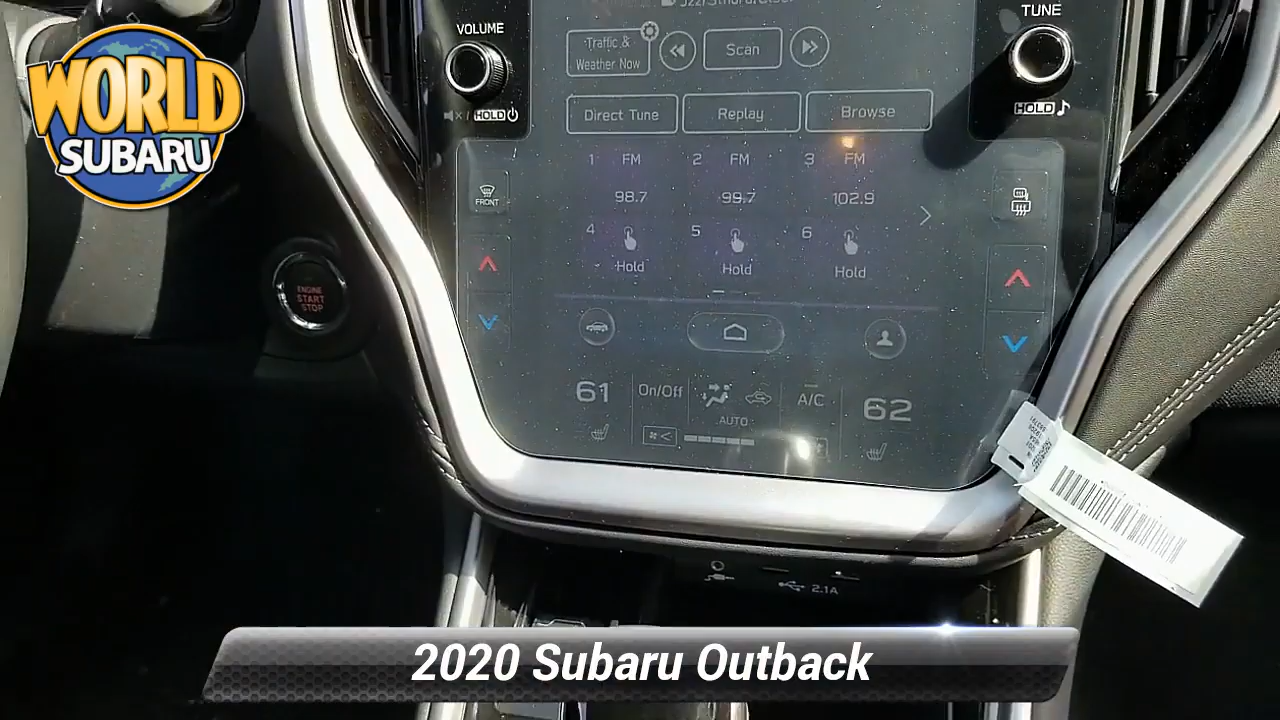 WORLD
SUBARU
VOLUME
HOLD
TUNE
HOLD
Traffic &
Weather Now
Scan
Direct Tune Replay Browse
1 FM 2 FM 3 FM
98.7 99.7 102.9
FRONT
4 5 6
Hold Hold Hold
ENGINE
START
STOP
61 On/Off A/C 62
AUTO
2.1A
2020 Subaru Outback